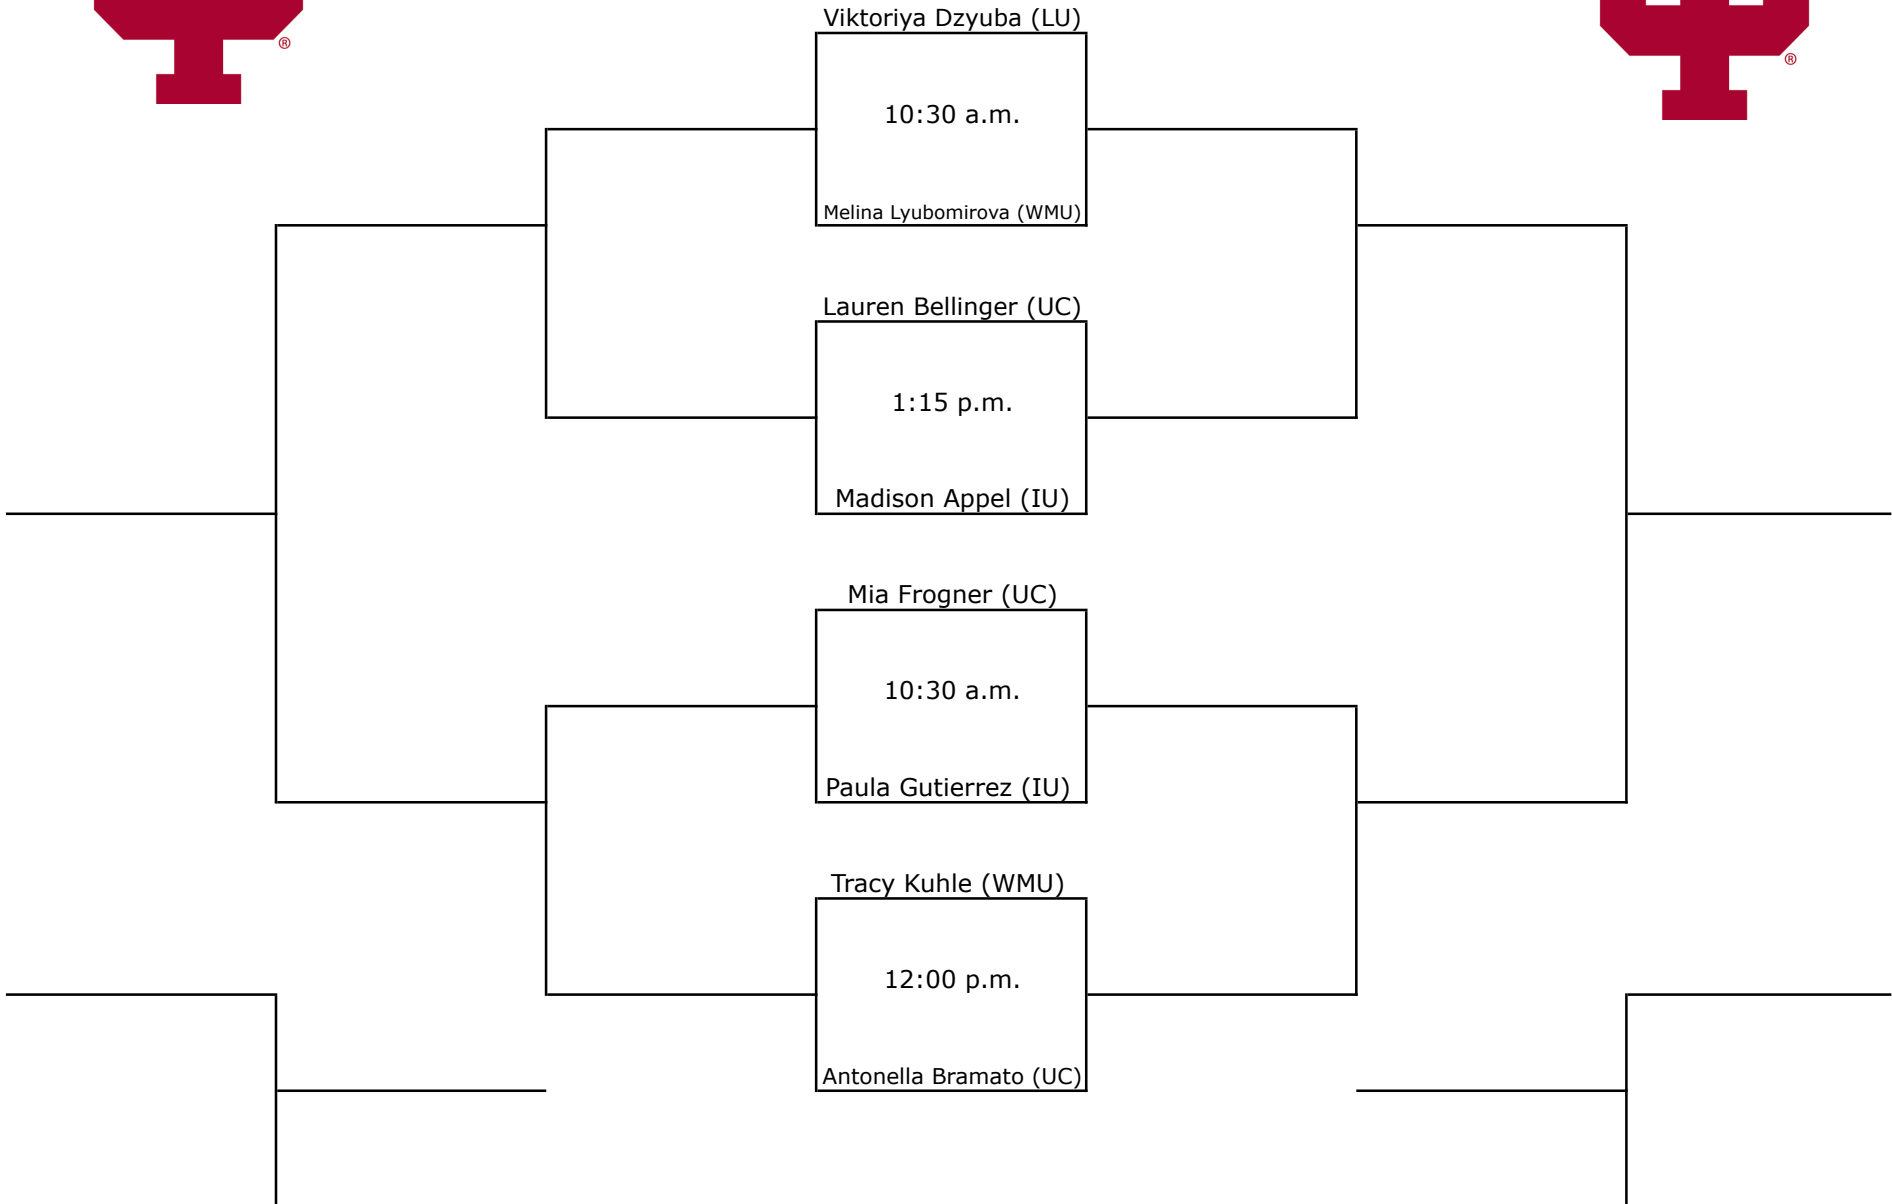 Viktoriya Dzyuba (LU)
®
®
10:30 a.m.
Melina Lyubomirova (WMU)
Lauren Bellinger (UC)
1:15 p.m.
Madison Appel (IU)
Mia Frogner (UC)
10:30 a.m.
Paula Gutierrez (IU)
Tracy Kuhle (WMU)
12:00 p.m.
Antonella Bramato (UC)